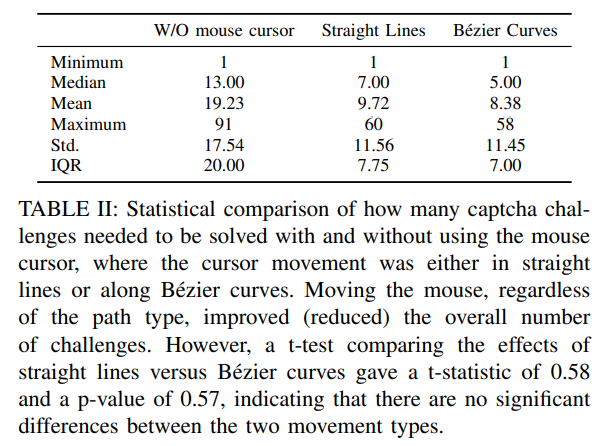 W/O mouse cursor Straight Lines Bézier Curves
Minimum 1 1 1
Median 13.00 7.00 5.00
Mean 19.23 9.72 8.38
Maximum 91 60 58
Std. 17.54 11.56 11.45
IQR 20.00 7.75 7.00
TABLE II: Statistical comparison of how many captcha chal-
lenges needed to be solved with and without using the mouse
cursor, where the cursor movement was either in straight
lines or along Bézier curves. Moving the mouse, regardless
of the path type, improved (reduced) the overall number
of challenges. However, a t-test comparing the effects of
straight lines versus Bézier curves gave a t-statistic of 0.58
and a p-value of 0.57, indicating that there are no significant
differences between the two movement types.